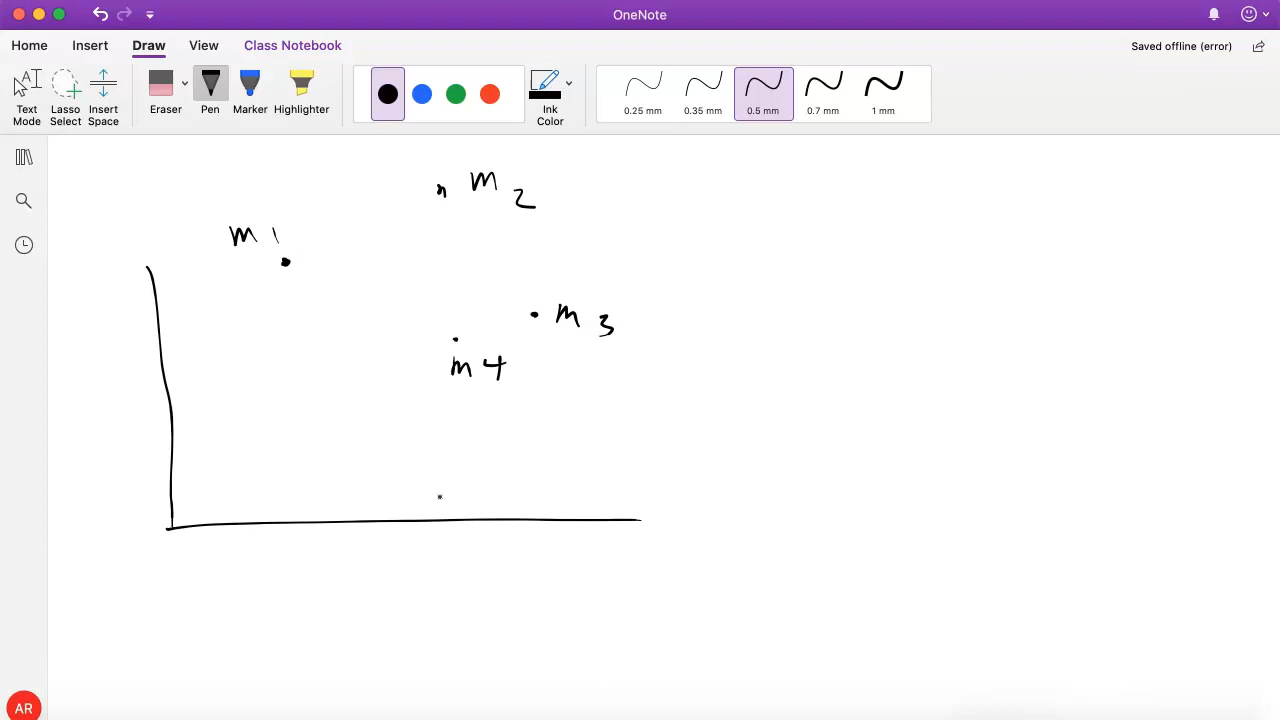 OneNote
Home Insert Draw View Class Notebook
Saved offline (error)
Text Mode
Lasso Select
Insert Space
Eraser
Pen
Marker
Highlighter
Ink Color
0.25 mm
0.35 mm
0.5 mm
0.7 mm
1 mm
m 2
m 1
m 3
m 4
AR